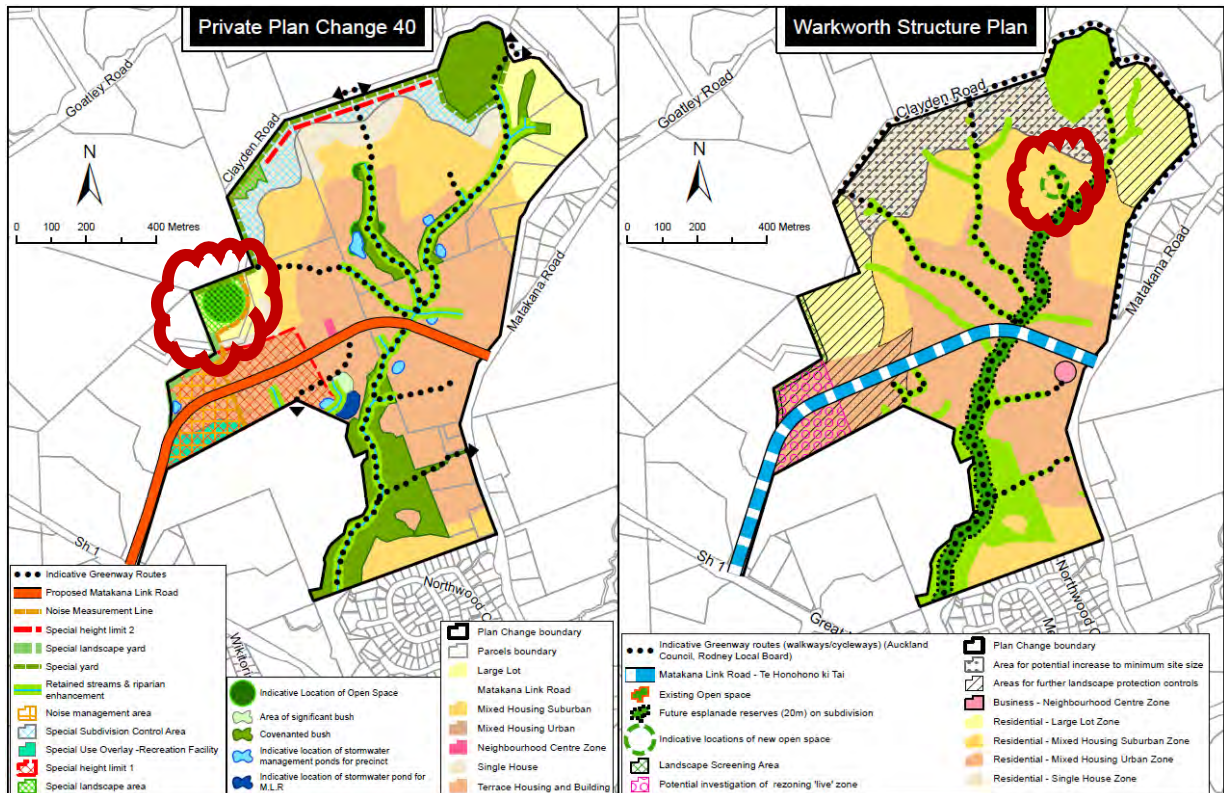 Private Plan Change 40
Goatley Road
Clayden Road
N
0 100 200 400 Metres
Matakana Road
Sh 1
Northwood C
Wikitori
Indicative Greenway Routes
Proposed Matakana Link Road
Noise Measurement Line
Special height limit 2
Special landscape yard
Special yard
Retained streams & riparian
enhancement
Noise management area
Special Subdivision Control Area
Special Use Overlay -Recreation Facility
Special height limit 1
Special landscape area
Indicative Location of Open Space
Area of significant bush
Covenanted bush
Indicative location of stormwater
management ponds for precinct
Indicative location of stormwater pond for
M.L.R
Plan Change boundary
Parcels boundary
Large Lot
Matakana Link Road
Mixed Housing Suburban
Mixed Housing Urban
Neighbourhood Centre Zone
Single House
Terrace Housing and Building
Warkworth Structure Plan
Goatley Road
Clayden Road
N
0 100 200 400 Metres
Matakana Road
Sh 1
Great
Northwood C
Me
Indicative Greenway routes (walkways/cycleways) (Auckland
Council, Rodney Local Board)
Matakana Link Road - Te Honohono ki Tai
Existing Open space
Future esplanade reserves (20m) on subdivision
Indicative locations of new open space
Landscape Screening Area
Potential investigation of rezoning 'live' zone
Plan Change boundary
Area for potential increase to minimum site size
Areas for further landscape protection controls
Business - Neighbourhood Centre Zone
Residential - Large Lot Zone
Residential - Mixed Housing Suburban Zone
Residential - Mixed Housing Urban Zone
Residential - Single House Zone